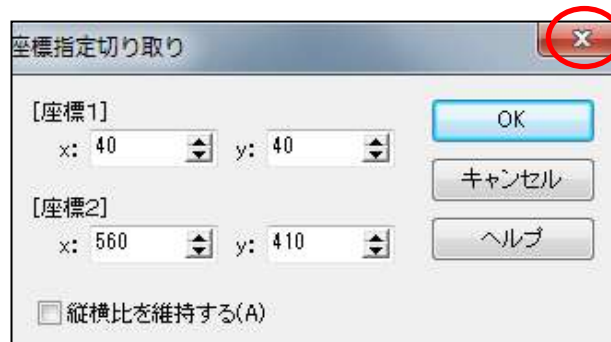 座標指定切り取り
[座標1]
x: 40 y: 40
[座標2]
x: 560 y: 410
縦横比を維持する(A)
OK
キャンセル
ヘルプ